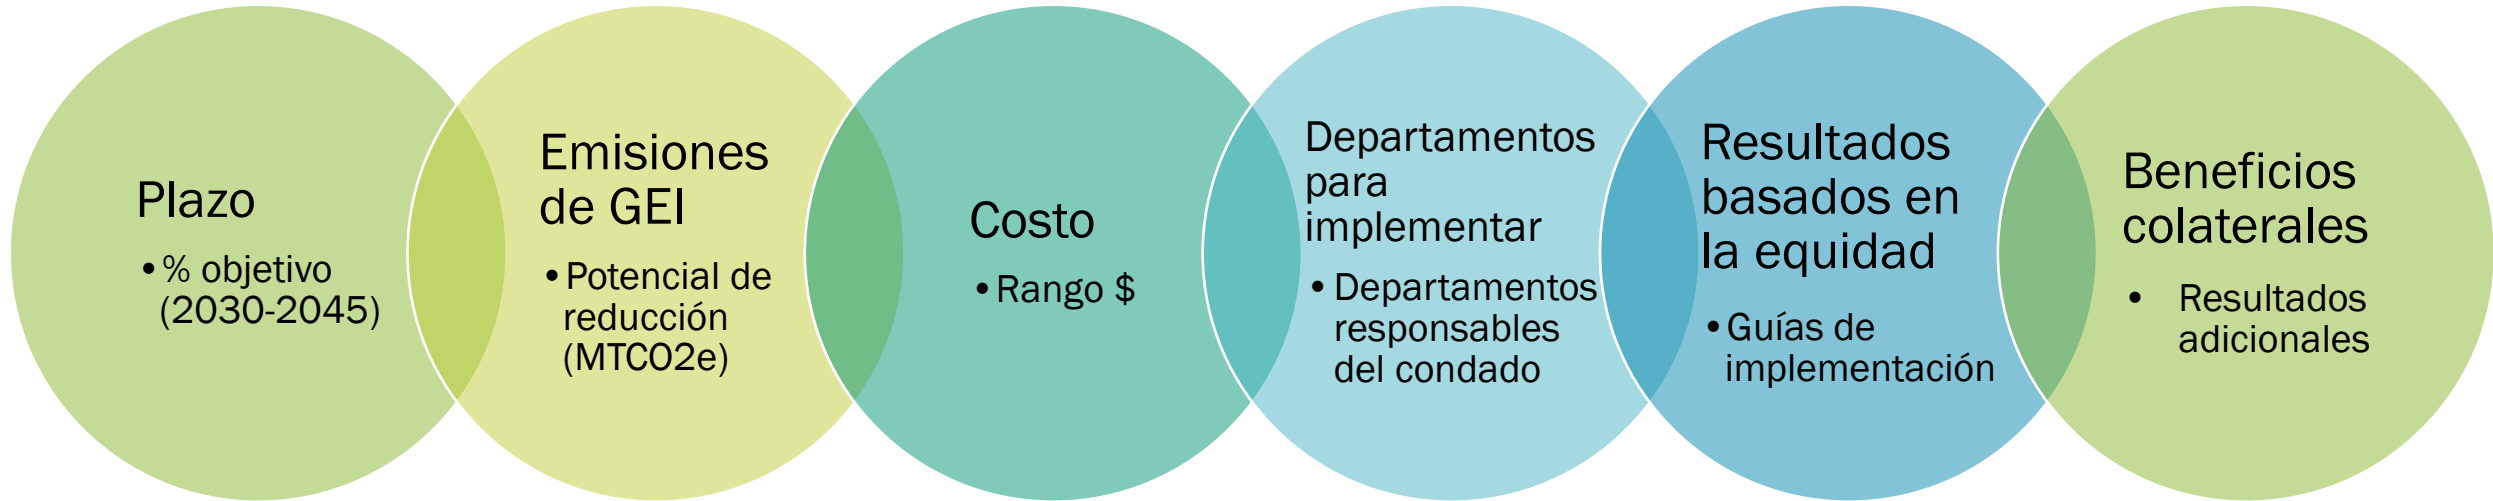 Plazo
•% objetivo
(2030-2045)
Emisiones
de GEI
•Potencial de
reducción
(MTCO2e)
Costo
•Rango $
Departamentos
para
implementar
•Departamentos
responsables
del condado
Resultados
basados en
la equidad
•Guías de
implementación
Beneficios
colaterales
• Resultados
adicionales